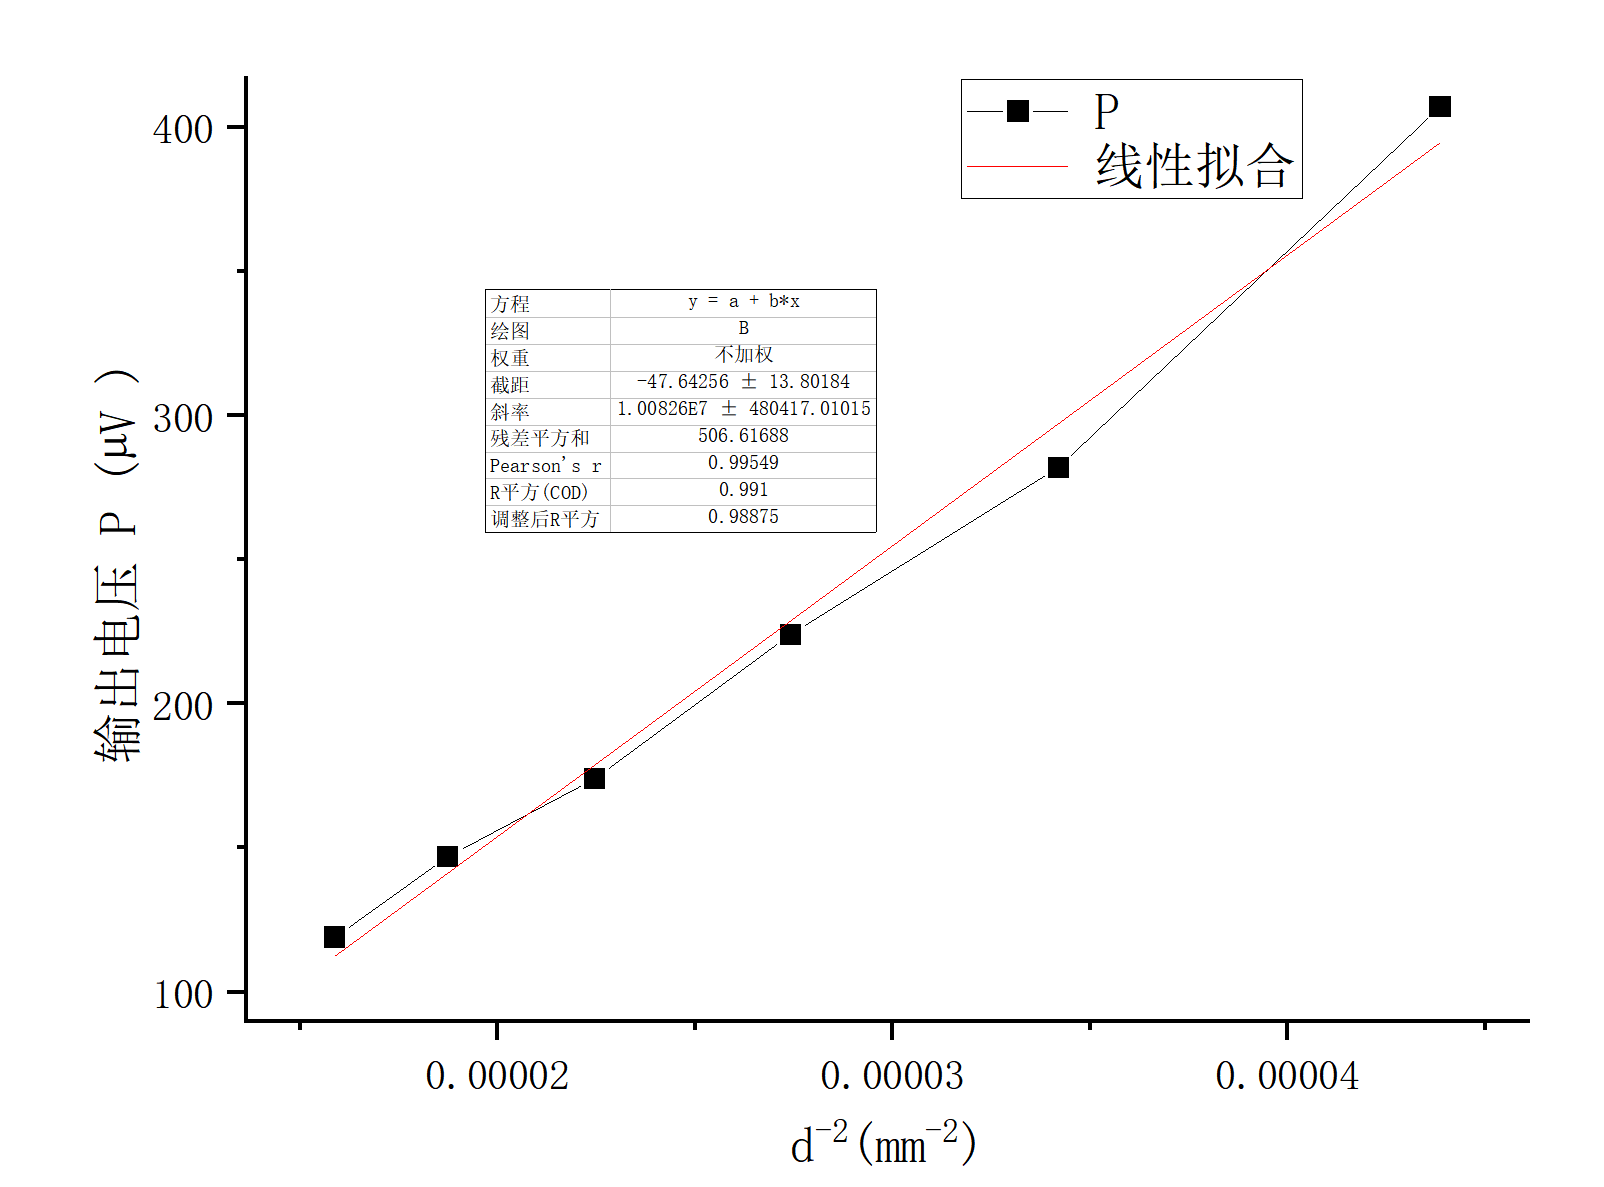 P
线性拟合
400
300
200
100
输出电压 P (μV )
方程 y = a + b*x
绘图 B
权重 不加权
截距 -47.64256 ± 13.80184
斜率 1.00826E7 ± 480417.01015
残差平方和 506.61688
Pearson's r 0.99549
R平方(COD) 0.991
调整后R平方 0.98875
0.00002 0.00003 0.00004
d⁻²(mm⁻²)